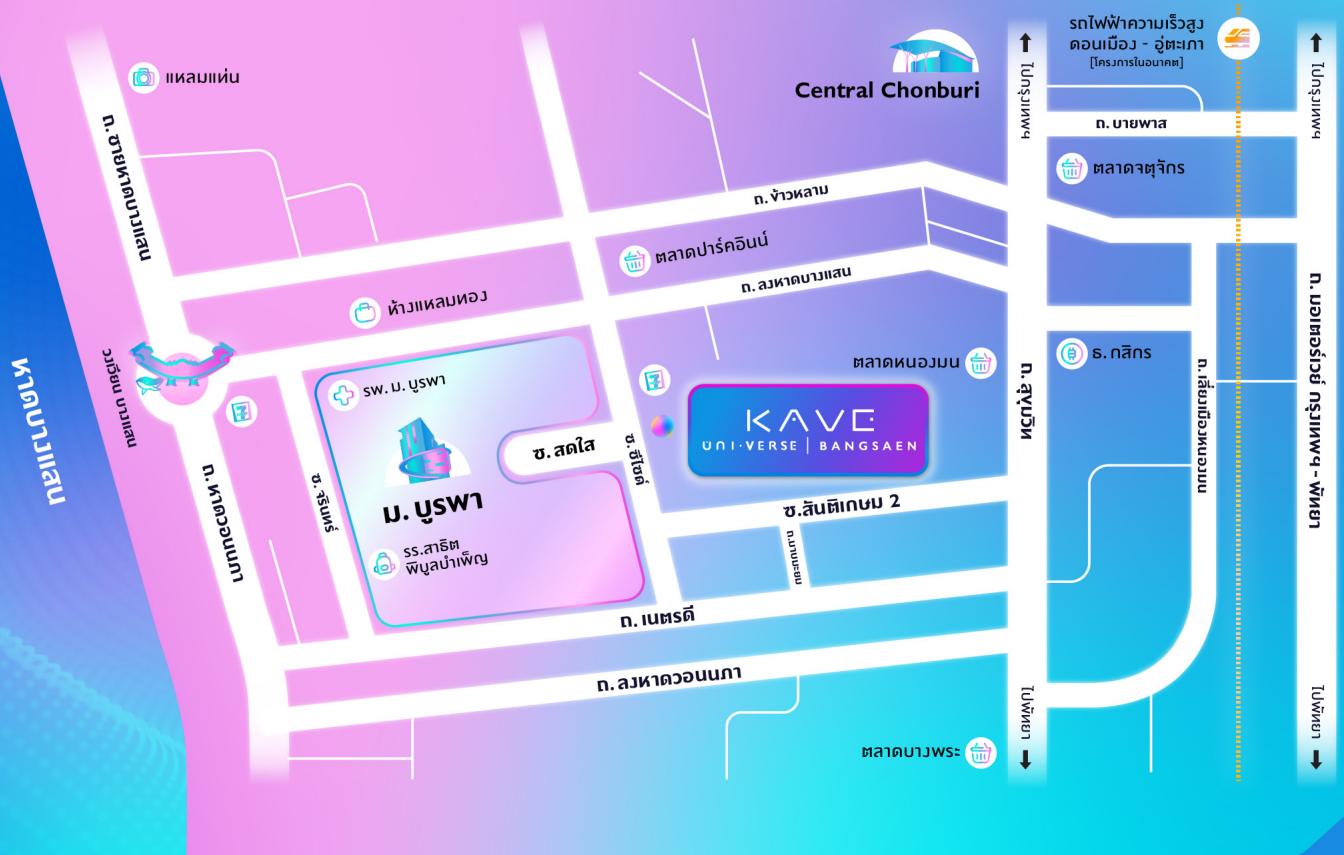 รถไฟฟ้าความเร็วสูง
ดอนเมือง - อู่ตะเภา
[โครงการในอนาคต]
ไปกรุงเทพฯ
ไปกรุงเทพฯ
แหลมแท่น
Central Chonburi
ถ. บายพาส
ถ. ชายหาดบางแสน
ตลาดจตุจักร
ถ. ข้าวหลาม
ตลาดปาร์คอินน์
ถ. ลงหาดบางแสน
ห้างแหลมทอง
วงเวียน บางแสน
หาดบางแสน
ธ. กสิกร
ตลาดหนองมน
ถ. สุขุมวิท
ถ. เลี่ยงเมืองหนองมน
ถ. มอเตอร์เวย์ กรุงเทพฯ - พัทยา
รพ. ม. บูรพา
KAVE
UNI·VERSE | BANGSAEN
ซ. สดใส
ซ. ซีไซด์
ม. บูรพา
ซ. จรินทร์
ถ. หาดวอนนภา
ซ.สันติเกษม 2
ถ.มาบมะยม
รร.สาธิต
พิบูลบำเพ็ญ
ถ. เนตรดี
ถ. ลงหาดวอนนภา
ตลาดบางพระ
ไปพัทยา
ไปพัทยา